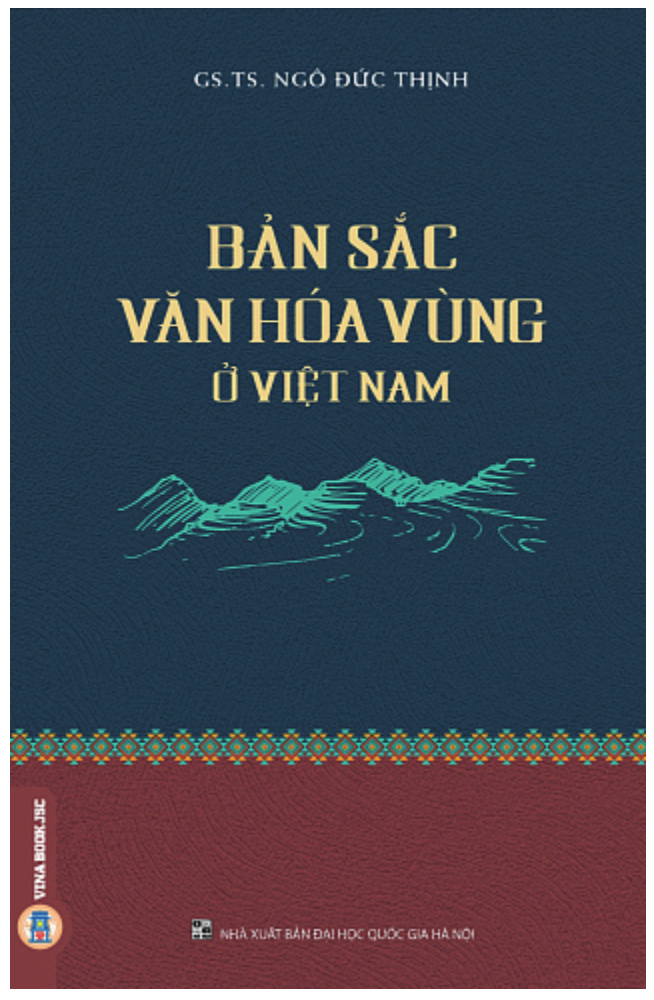 GS.TS. NGÔ ĐỨC THỊNH
BẢN SẮC
VĂN HÓA VÙNG
Ở VIỆT NAM
VINA BOOK.JSC
NHÀ XUẤT BẢN ĐẠI HỌC QUỐC GIA HÀ NỘI